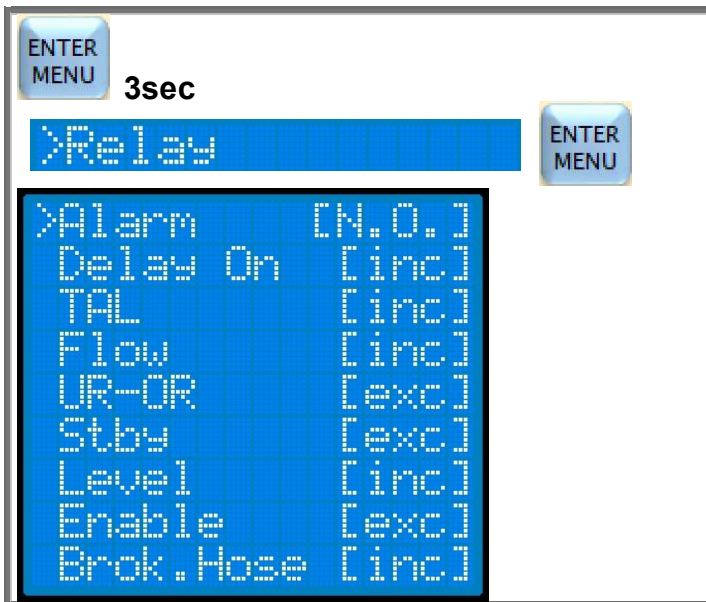 ENTER
MENU
3sec
>Relay
ENTER
MENU
>Alarm [N.O.]
Delay On [inc]
TAL [inc]
Flow [inc]
UR-OR [exc]
Stby [exc]
Level [inc]
Enable [exc]
Brok.Hose [inc]